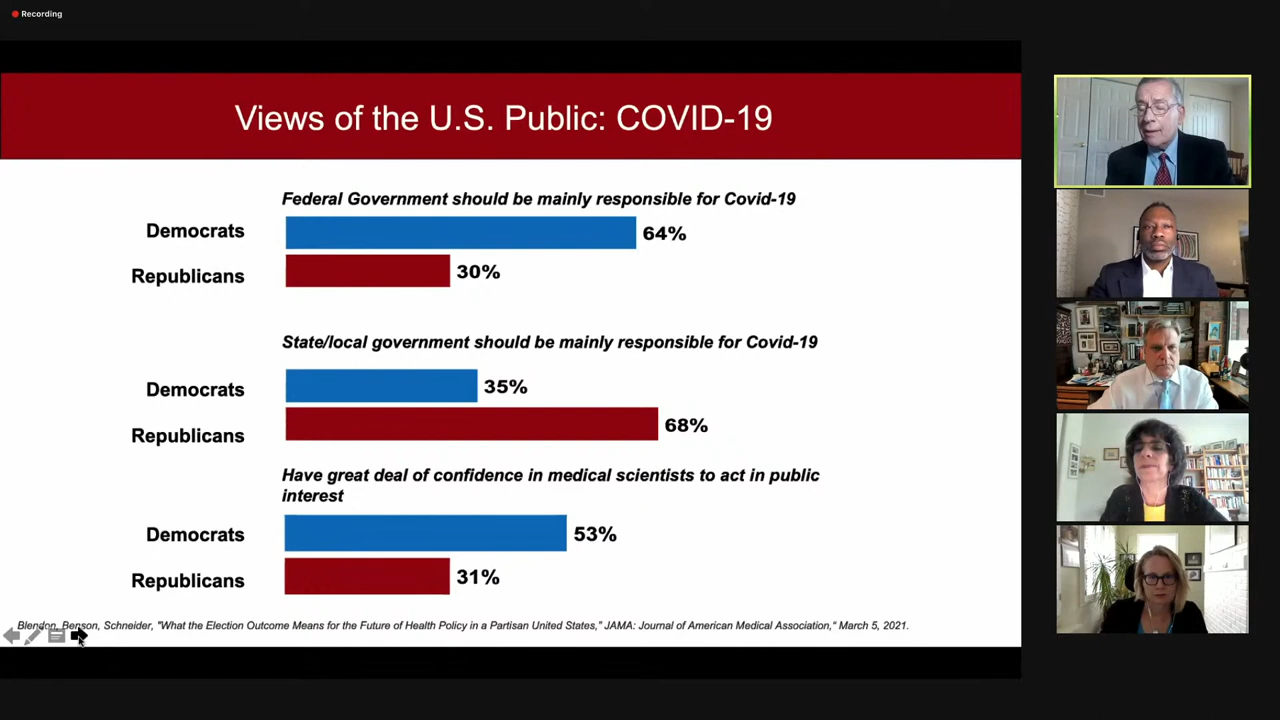 Recording
Views of the U.S. Public: COVID-19
Federal Government should be mainly responsible for Covid-19
Democrats 64%
Republicans 30%
State/local government should be mainly responsible for Covid-19
Democrats 35%
Republicans 68%
Have great deal of confidence in medical scientists to act in public
interest
Democrats 53%
Republicans 31%
Blendon, Benson, Schneider, "What the Election Outcome Means for the Future of Health Policy in a Partisan United States," JAMA: Journal of American Medical Association,“ March 5, 2021.